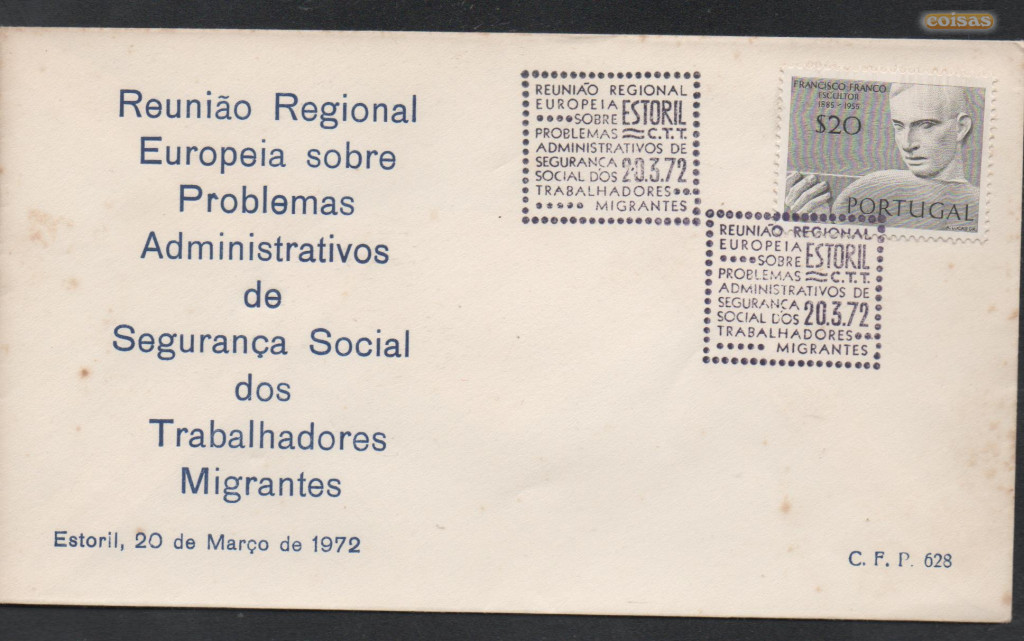 coisas
Reunião Regional
Europeia sobre
Problemas
Administrativos
de
Segurança Social
dos
Trabalhadores
Migrantes
Estoril, 20 de Março de 1972
REUNIÃO REGIONAL
EUROPEIA ESTORIL
SOBRE
PROBLEMAS C.T.T.
ADMINISTRATIVOS DE
SEGURANÇA 20.3.72
SOCIAL DOS
TRABALHADORES
MIGRANTES
FRANCISCO FRANCO
ESCULTOR
1885-1955
$20
PORTUGAL
REUNIÃO REGIONAL
EUROPEIA ESTORIL
SOBRE
PROBLEMAS C.T.T.
ADMINISTRATIVOS DE
SEGURANÇA 20.3.72
SOCIAL DOS
TRABALHADORES
MIGRANTES
C. F. P. 628